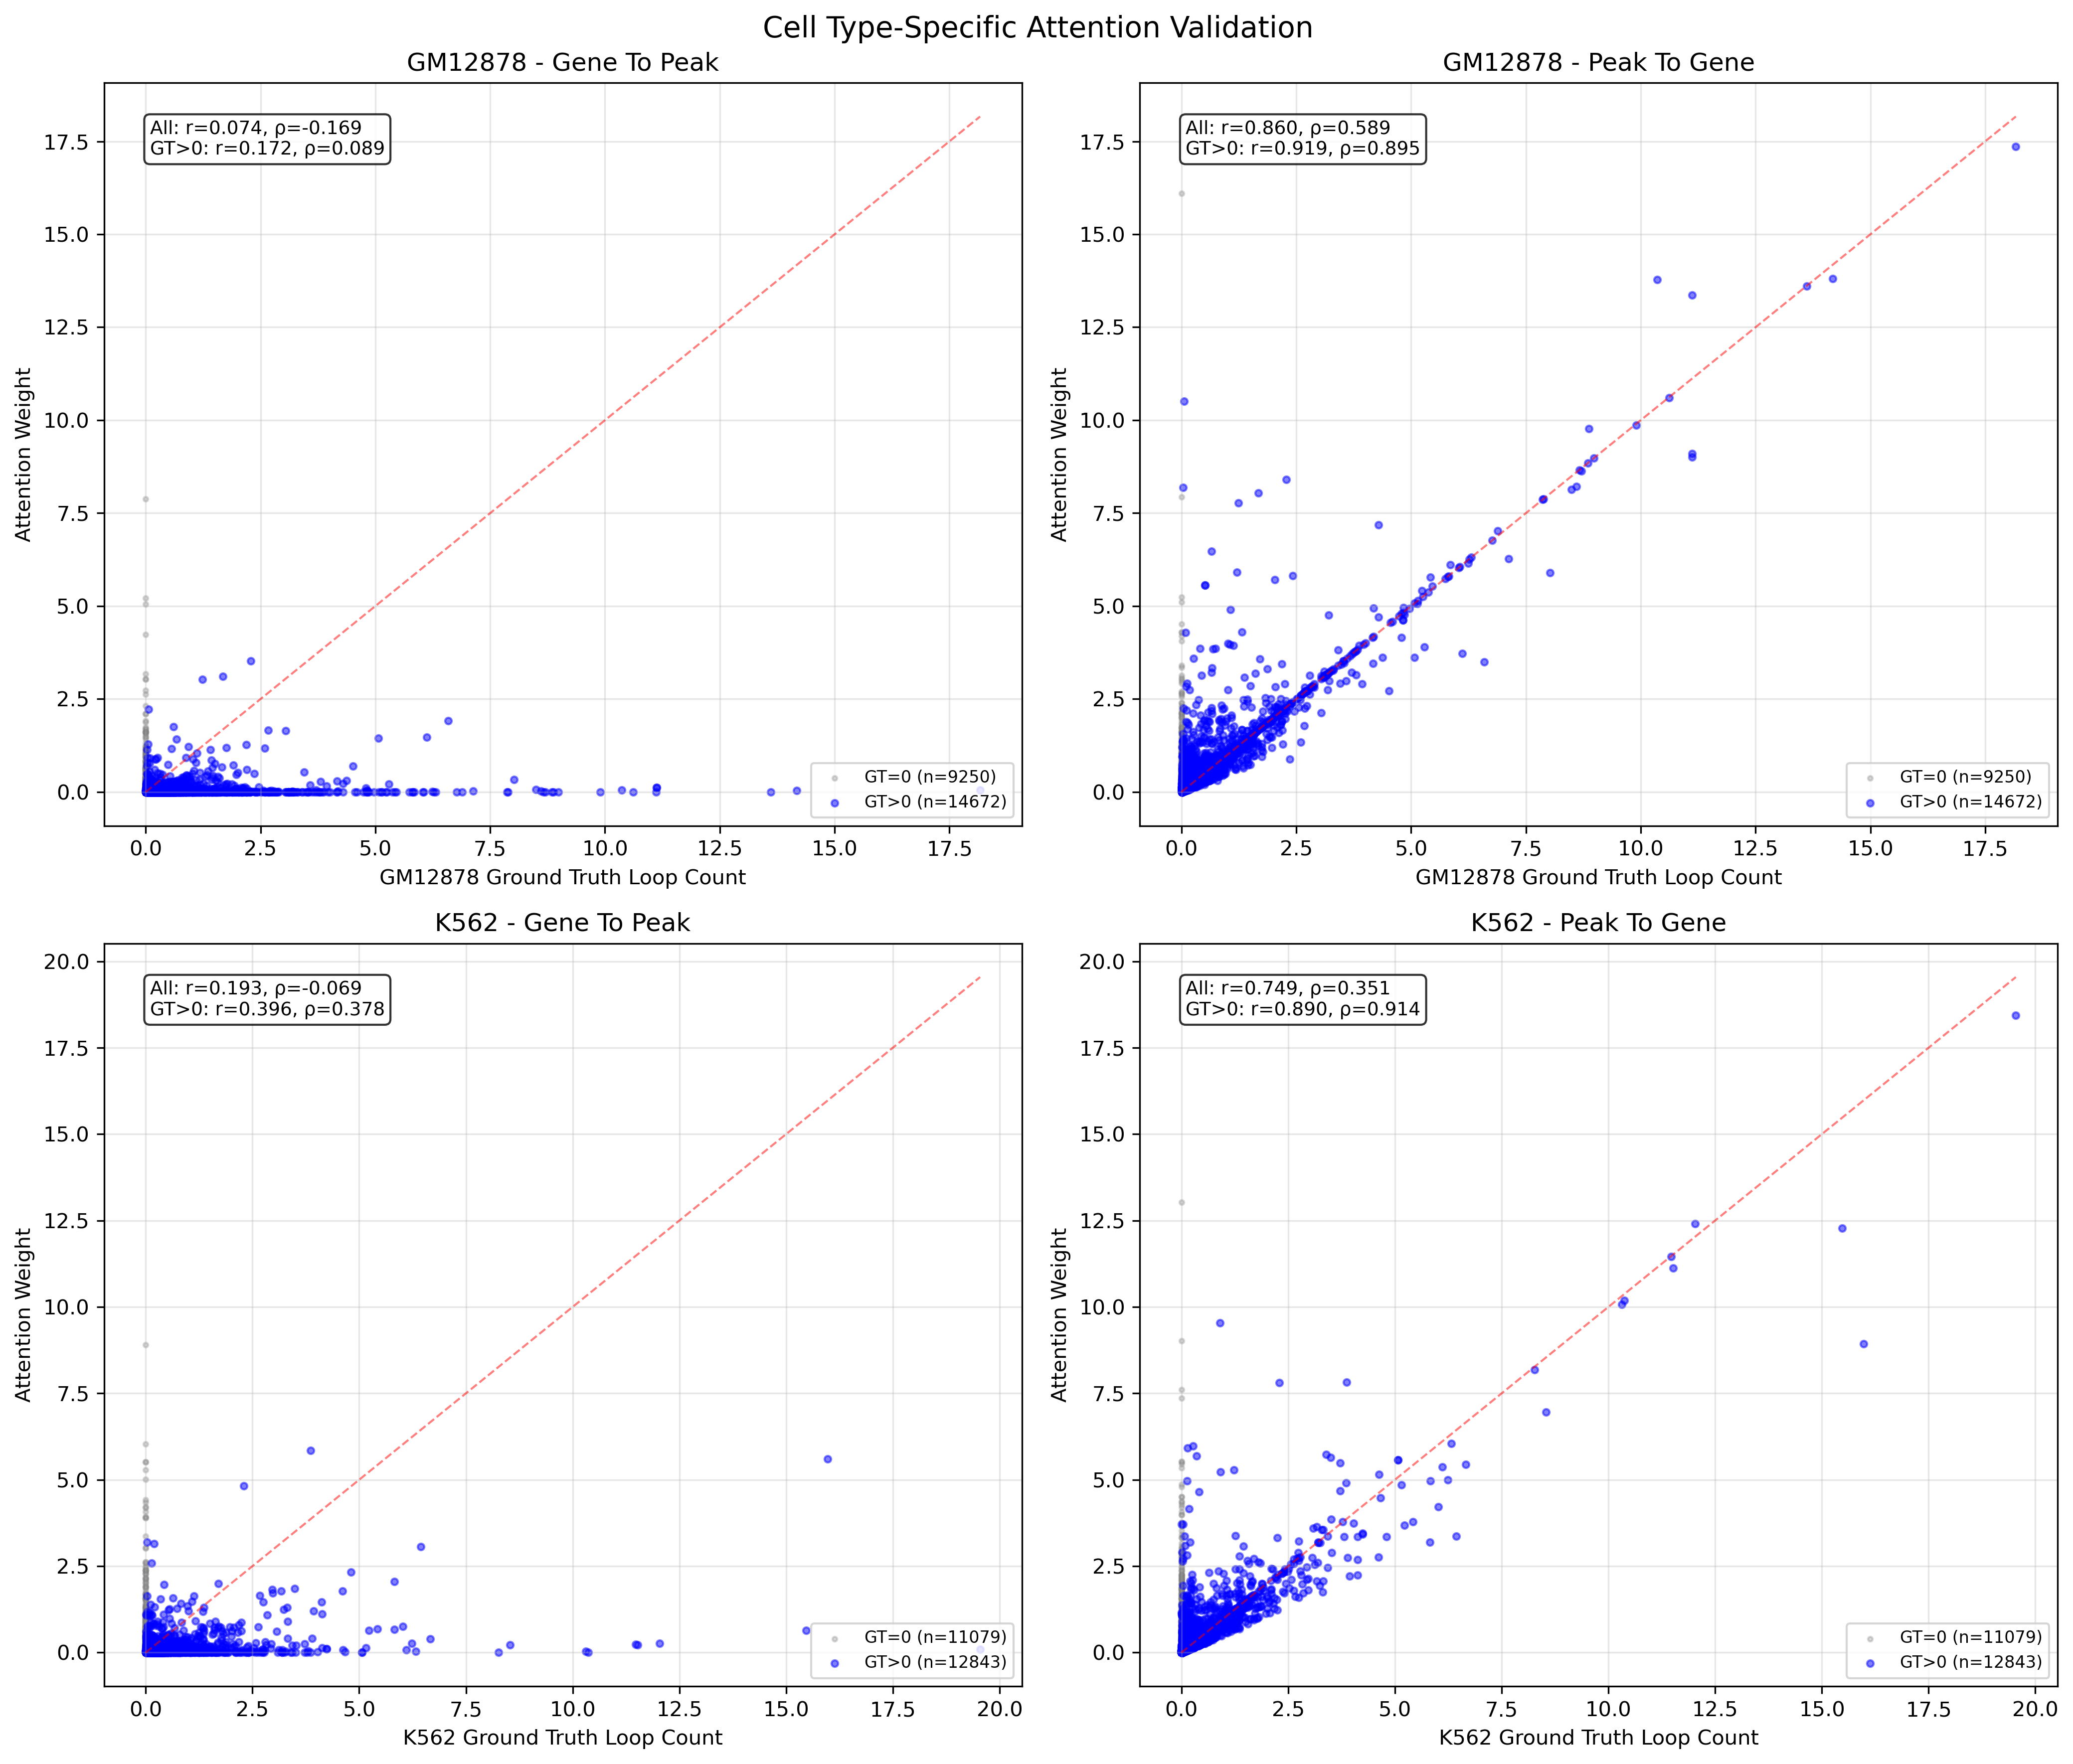 Cell Type-Specific Attention Validation
GM12878 - Gene To Peak
All: r=0.074, ρ=-0.169
GT>0: r=0.172, ρ=0.089
17.5
15.0
12.5
10.0
7.5
5.0
2.5
0.0
Attention Weight
GT=0 (n=9250)
GT>0 (n=14672)
0.0 2.5 5.0 7.5 10.0 12.5 15.0 17.5
GM12878 Ground Truth Loop Count
GM12878 - Peak To Gene
All: r=0.860, ρ=0.589
GT>0: r=0.919, ρ=0.895
17.5
15.0
12.5
10.0
7.5
5.0
2.5
0.0
Attention Weight
GT=0 (n=9250)
GT>0 (n=14672)
0.0 2.5 5.0 7.5 10.0 12.5 15.0 17.5
GM12878 Ground Truth Loop Count
K562 - Gene To Peak
All: r=0.193, ρ=-0.069
GT>0: r=0.396, ρ=0.378
20.0
17.5
15.0
12.5
10.0
7.5
5.0
2.5
0.0
Attention Weight
GT=0 (n=11079)
GT>0 (n=12843)
0.0 2.5 5.0 7.5 10.0 12.5 15.0 17.5 20.0
K562 Ground Truth Loop Count
K562 - Peak To Gene
All: r=0.749, ρ=0.351
GT>0: r=0.890, ρ=0.914
20.0
17.5
15.0
12.5
10.0
7.5
5.0
2.5
0.0
Attention Weight
GT=0 (n=11079)
GT>0 (n=12843)
0.0 2.5 5.0 7.5 10.0 12.5 15.0 17.5 20.0
K562 Ground Truth Loop Count